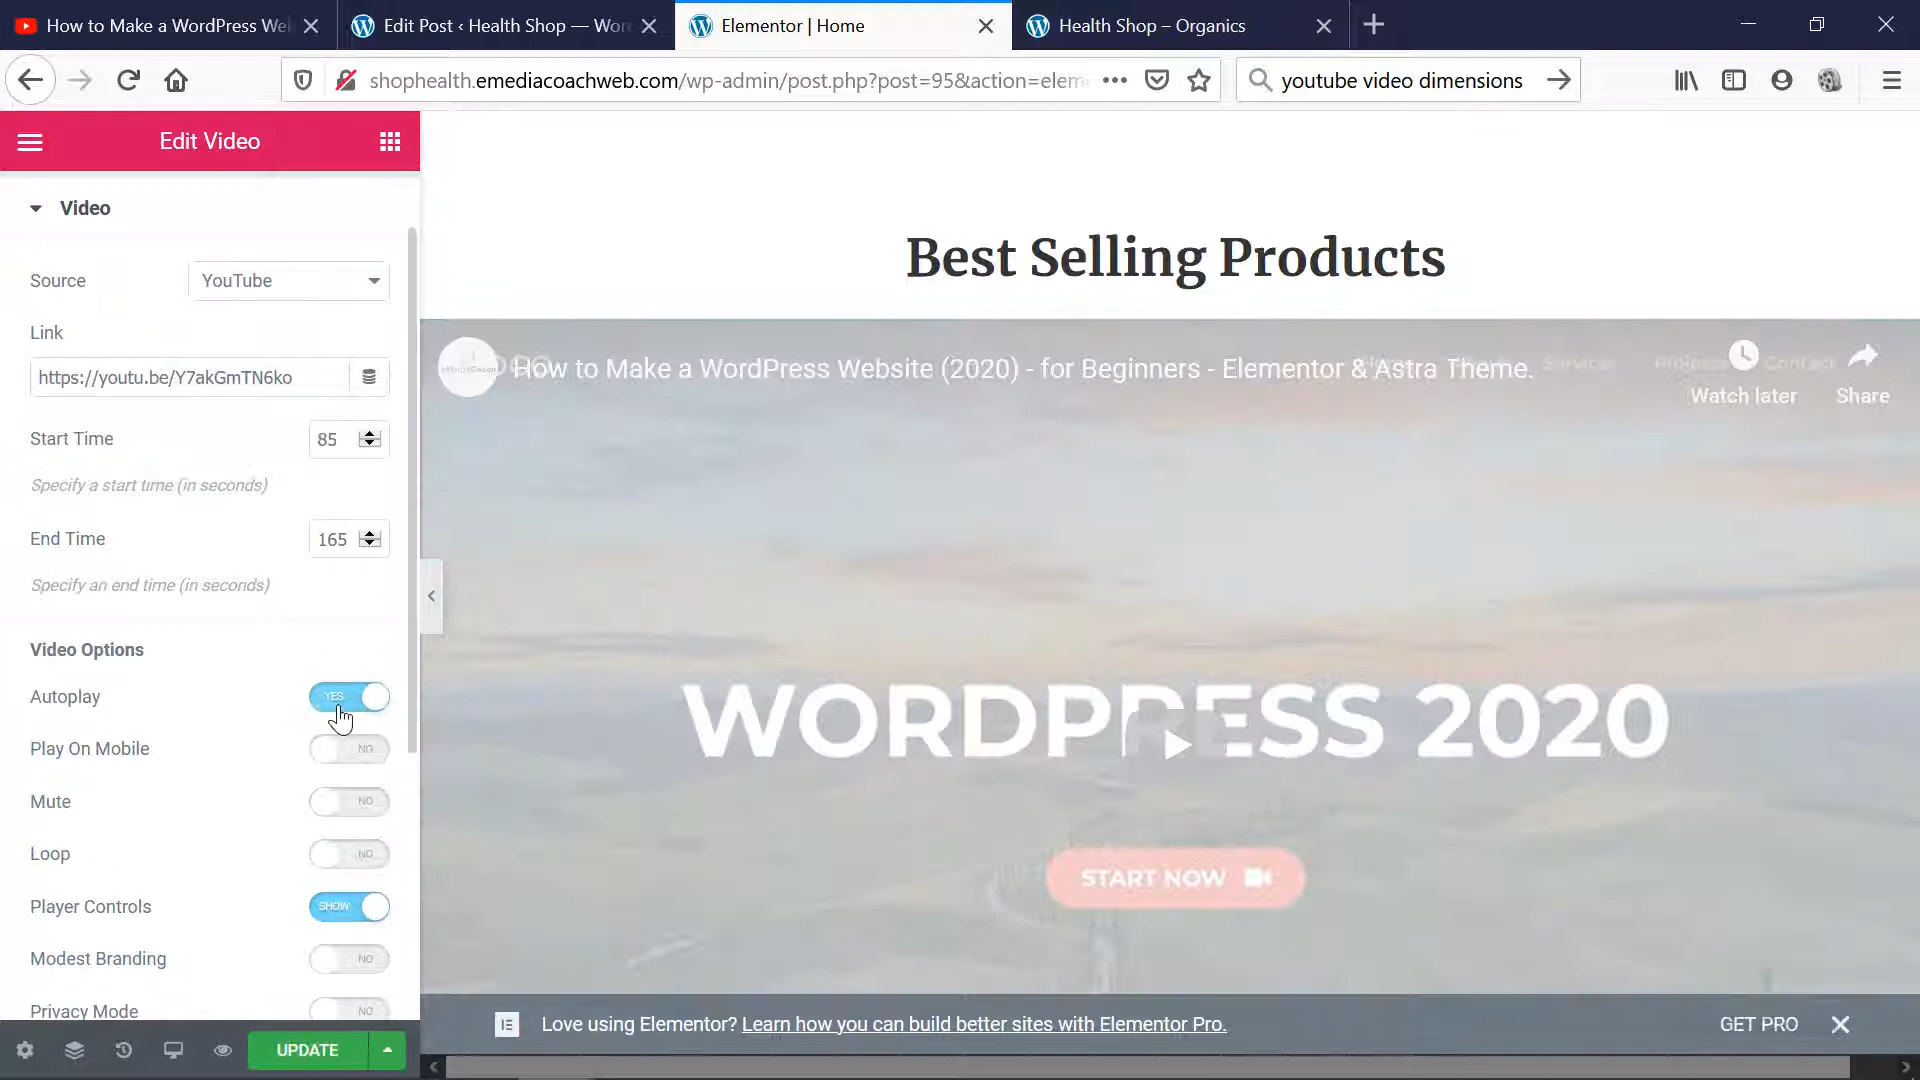 How to Make a WordPress We
Edit Post ‹ Health Shop — Wor
Elementor | Home
Health Shop – Organics
shophealth.emediacoachweb.com/wp-admin/post.php?post=95&action=elem
youtube video dimensions
Edit Video
Video
Source
YouTube
Link
https://youtu.be/Y7akGmTN6ko
Start Time
85
Specify a start time (in seconds)
End Time
165
Specify an end time (in seconds)
Video Options
Autoplay
YES
Play On Mobile
NO
Mute
NO
Loop
NO
Player Controls
SHOW
Modest Branding
NO
Privacy Mode
NO
UPDATE
Best Selling Products
How to Make a WordPress Website (2020) - for Beginners - Elementor & Astra Theme.
Services
Projects
Contact
Watch later
Share
WORDPRESS 2020
START NOW
Love using Elementor? Learn how you can build better sites with Elementor Pro.
GET PRO